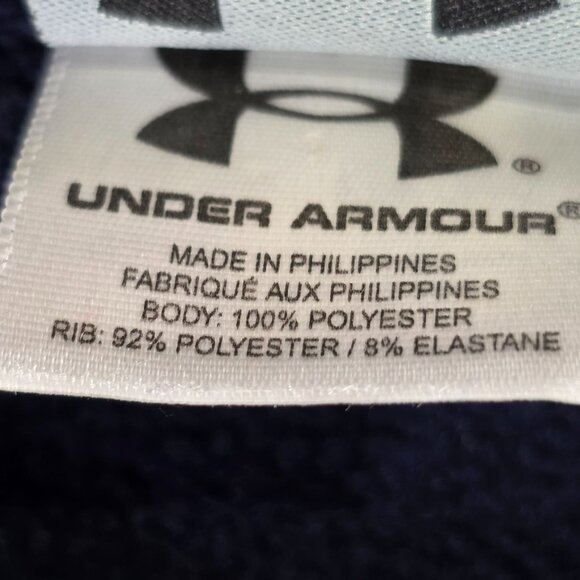 ®
UNDER ARMOUR®
MADE IN PHILIPPINES
FABRIQUÉ AUX PHILIPPINES
BODY: 100% POLYESTER
RIB: 92% POLYESTER / 8% ELASTANE